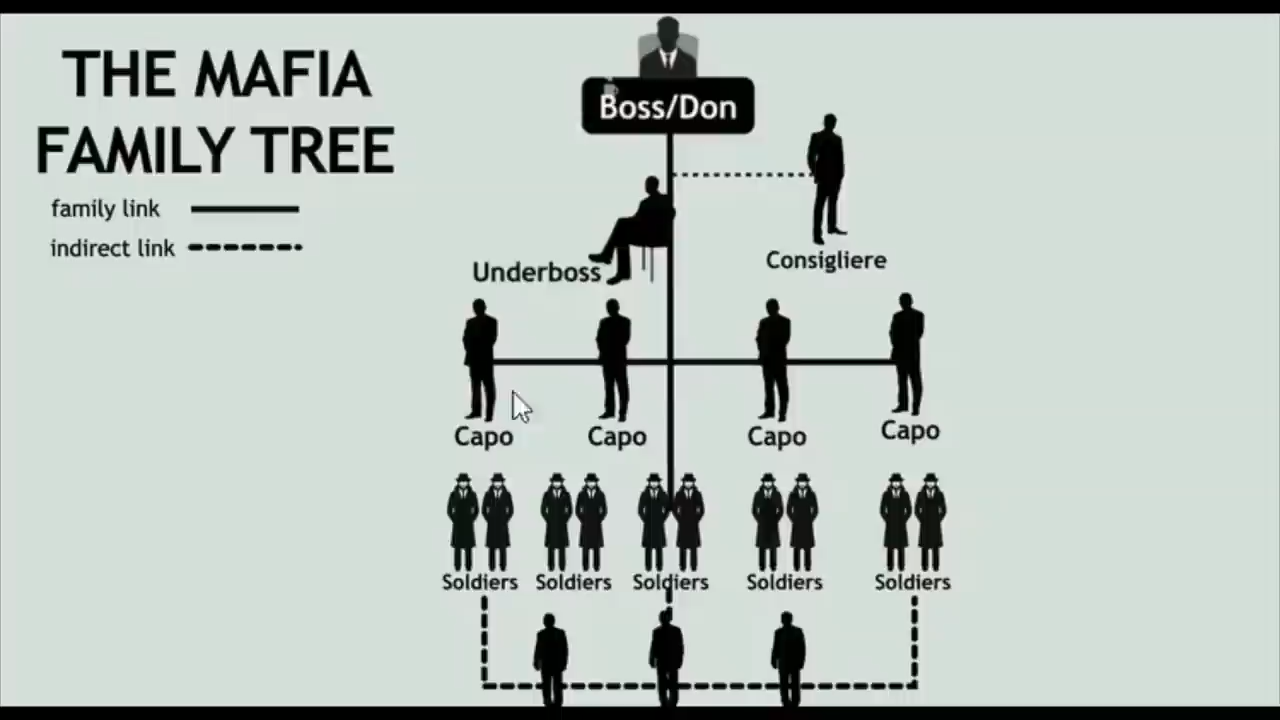 THE MAFIA
FAMILY TREE
family link
indirect link
Boss/Don
Consigliere
Underboss
Capo
Capo
Capo
Capo
Soldiers
Soldiers
Soldiers
Soldiers
Soldiers